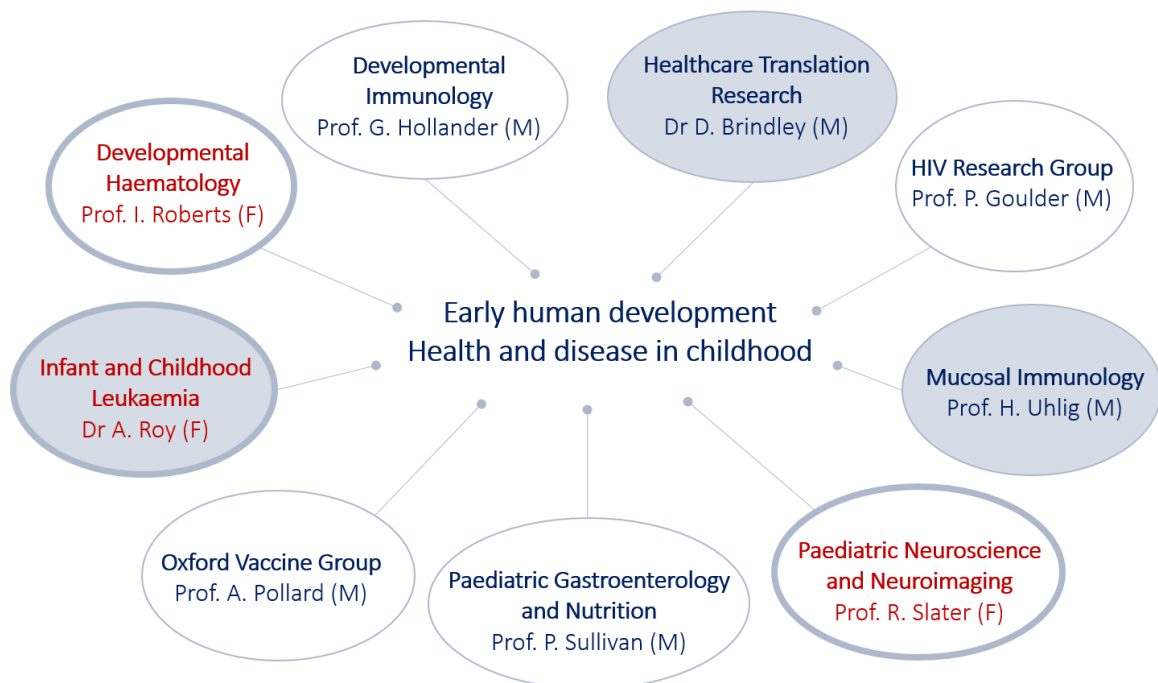 Developmental
Immunology
Prof. G. Hollander (M)
Healthcare Translation
Research
Dr D. Brindley (M)
Developmental
Haematology
Prof. I. Roberts (F)
HIV Research Group
Prof. P. Goulder (M)
Early human development
Health and disease in childhood
Infant and Childhood
Leukaemia
Dr A. Roy (F)
Mucosal Immunology
Prof. H. Uhlig (M)
Oxford Vaccine Group
Prof. A. Pollard (M)
Paediatric Gastroenterology
and Nutrition
Prof. P. Sullivan (M)
Paediatric Neuroscience
and Neuroimaging
Prof. R. Slater (F)